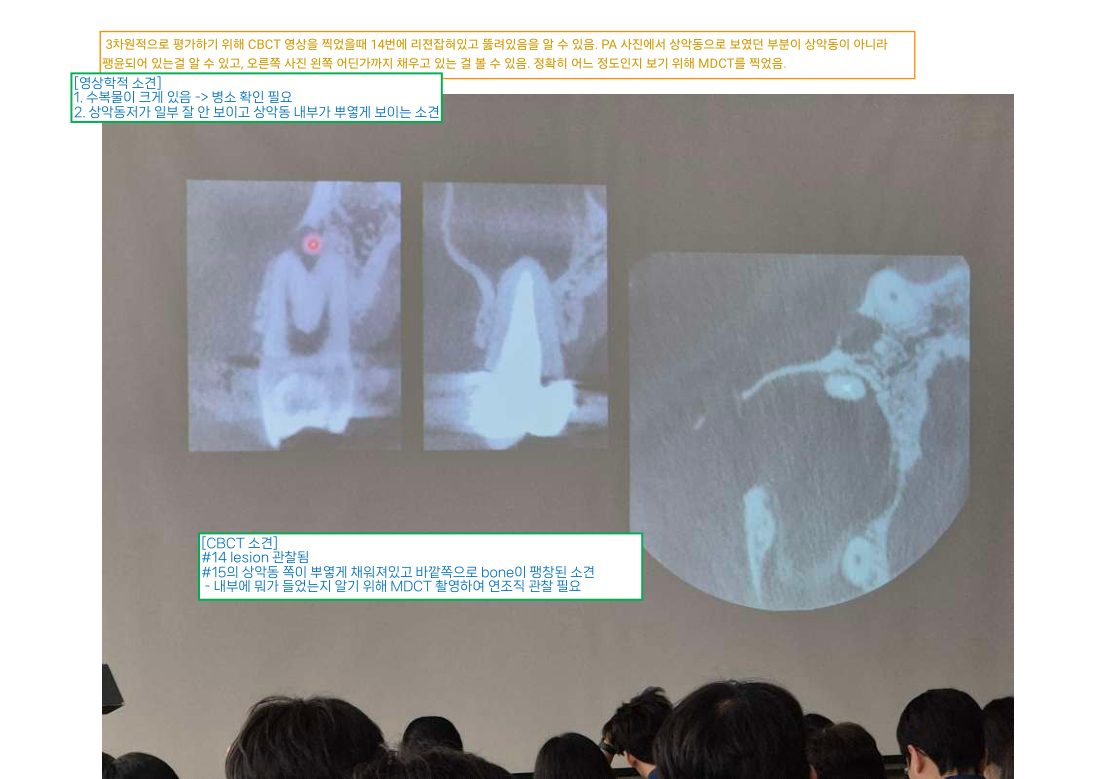 3차원적으로 평가하기 위해 CBCT 영상을 찍었을때 14번에 리젼잡혀있고 뚫려있음을 알 수 있음. PA 사진에서 상악동으로 보였던 부분이 상악동이 아니라
팽윤되어 있는걸 알 수 있고, 오른쪽 사진 왼쪽 어딘가까지 채우고 있는 걸 볼 수 있음. 정확히 어느 정도인지 보기 위해 MDCT를 찍었음.
[영상학적 소견]
1. 수복물이 크게 있음 -> 병소 확인 필요
2. 상악동저가 일부 잘 안 보이고 상악동 내부가 뿌옇게 보이는 소견
[CBCT 소견]
#14 lesion 관찰됨
#15의 상악동 쪽이 뿌옇게 채워져있고 바깥쪽으로 bone이 팽창된 소견
- 내부에 뭐가 들었는지 알기 위해 MDCT 촬영하여 연조직 관찰 필요